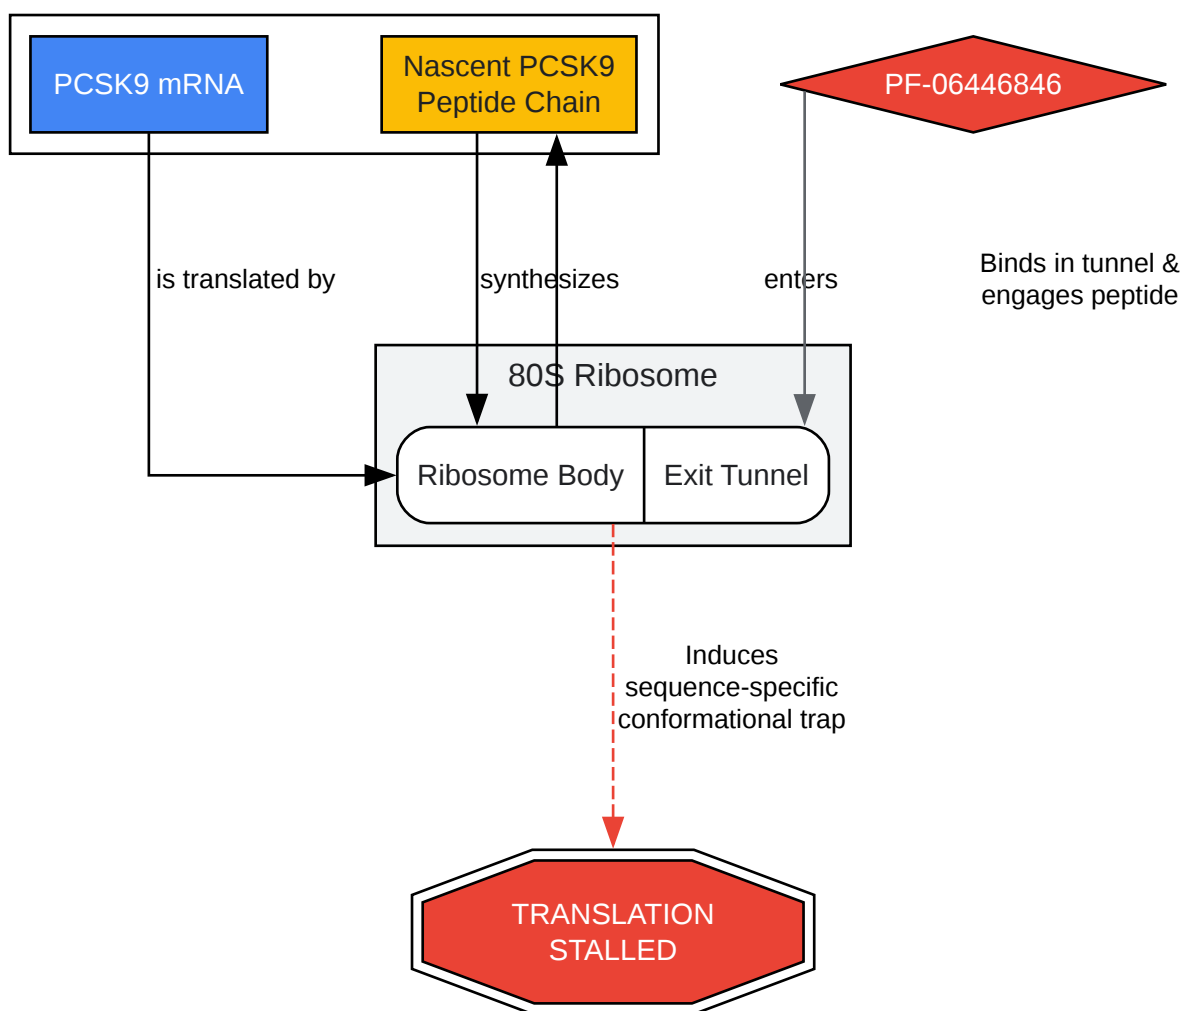 PCSK9 mRNA
Nascent PCSK9
Peptide Chain
PF-06446846
is translated by
synthesizes
enters
Binds in tunnel &
engages peptide
80S Ribosome
Ribosome Body
Exit Tunnel
Induces
sequence-specific
conformational trap
TRANSLATION
STALLED